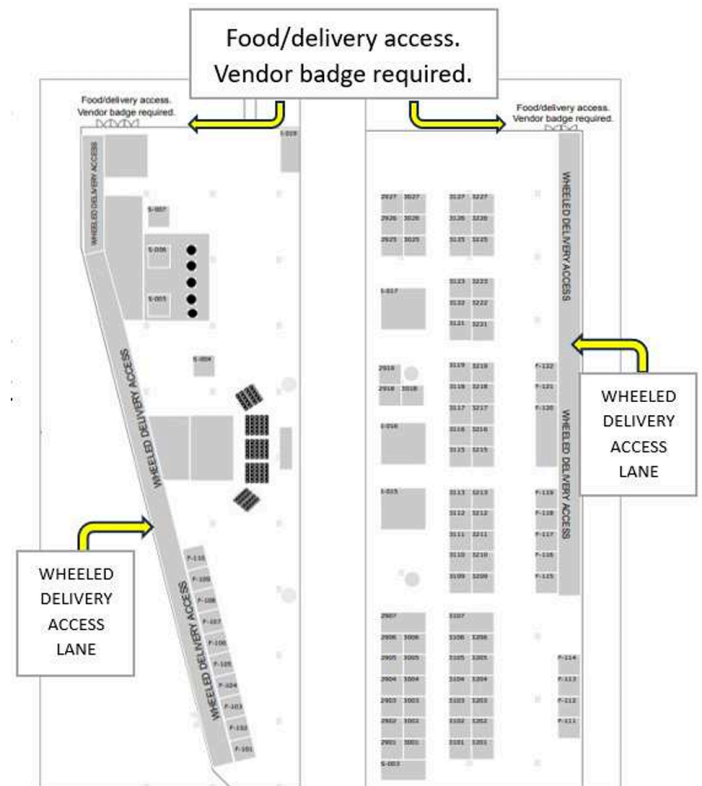 Food/delivery access.
Vendor badge required.
Food/delivery access.
Vendor badge required.
Food/delivery access.
Vendor badge required.
WHEELED DELIVERY ACCESS
S-007
S-006
S-005
S-004
WHEELED DELIVERY ACCESS
WHEELED
DELIVERY
ACCESS
LANE
WHEELED DELIVERY ACCESS
F-110
F-109
F-108
F-107
F-106
F-105
F-104
F-103
F-102
F-101
WHEELED DELIVERY ACCESS
2927 3027 3127 3227
2926 3026 3126 3226
2925 3025 3125 3225
3123 3223
3122 3222
3121 3221
3119 3219 F-122
3118 3218 F-121
2918 3018
3117 3217 F-120
3116 3216
3115 3215
WHEELED
DELIVERY
ACCESS
LANE
WHEELED DELIVERY ACCESS
3113 3213 F-119
3112 3212 F-118
3111 3211 F-117
3110 3210 F-116
3109 3209 F-115
2907 3107
2906 3006 3106 3206
2905 3005 3105 3205 F-114
2904 3004 3104 3204 F-113
2903 3003 3103 3203 F-112
2902 3002 3102 3202 F-111
2901 3001 3101 3201
S-003